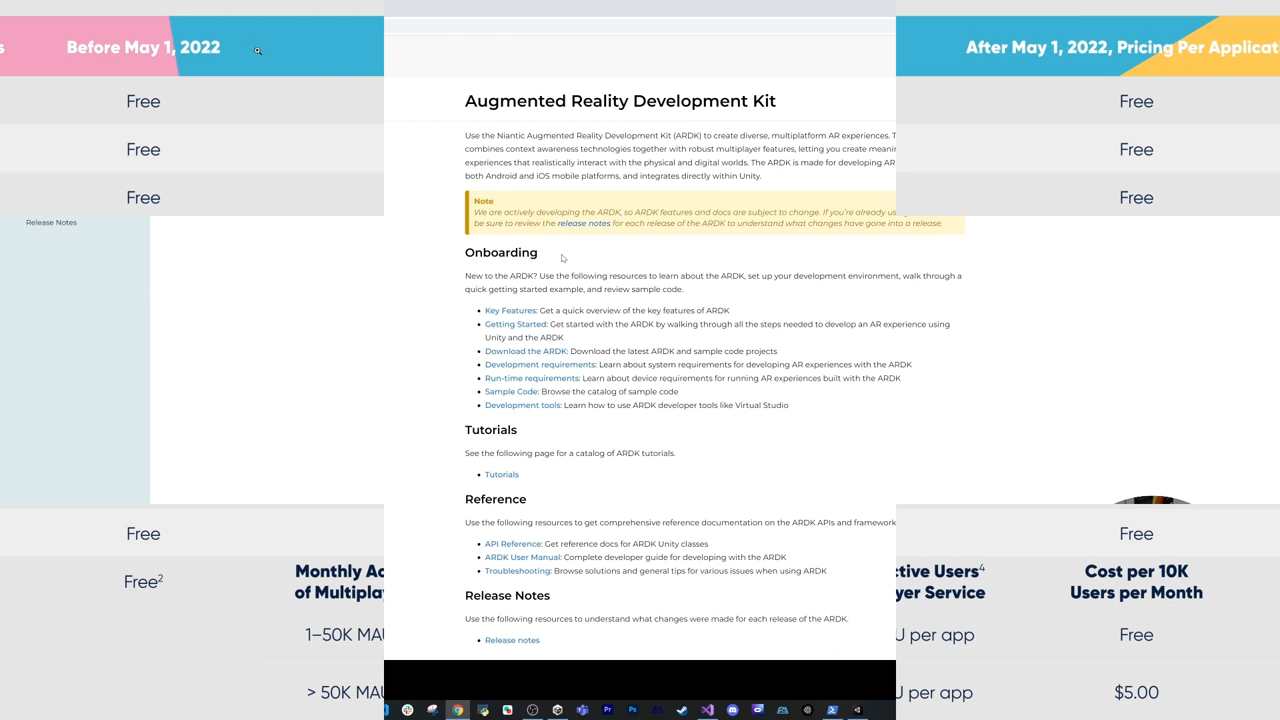 s
Before May 1, 2022
After May 1, 2022, Pricing Per Applicati
Free
Free
Free
Free
Free
Free
Release Notes
Augmented Reality Development Kit
Use the Niantic Augmented Reality Development Kit (ARDK) to create diverse, multiplatform AR experiences. T
combines context awareness technologies together with robust multiplayer features, letting you create meanin
experiences that realistically interact with the physical and digital worlds. The ARDK is made for developing AR
both Android and iOS mobile platforms, and integrates directly within Unity.
Note
We are actively developing the ARDK, so ARDK features and docs are subject to change. If you're already
be sure to review the release notes for each release of the ARDK to understand what changes have gone into a release.
Onboarding
New to the ARDK? Use the following resources to learn about the ARDK, set up your development environment, walk through a
quick getting started example, and review sample code.
Key Features: Get a quick overview of the key features of ARDK
Getting Started: Get started with the ARDK by walking through all the steps needed to develop an AR experience using
Unity and the ARDK
Download the ARDK: Download the latest ARDK and sample code projects
Development requirements: Learn about system requirements for developing AR experiences with the ARDK
Run-time requirements: Learn about device requirements for running AR experiences built with the ARDK
Sample Code: Browse the catalog of sample code
Development tools: Learn how to use ARDK developer tools like Virtual Studio
Tutorials
See the following page for a catalog of ARDK tutorials.
Tutorials
Reference
Use the following resources to get comprehensive reference documentation on the ARDK APIs and framework
API Reference: Get reference docs for ARDK Unity classes
ARDK User Manual: Complete developer guide for developing with the ARDK
Troubleshooting: Browse solutions and general tips for various issues when using ARDK
Release Notes
Use the following resources to understand what changes were made for each release of the ARDK.
Release notes
Free
Free²
Monthly Ac
of Multiplay
1–50K MAU
> 50K MAU
ctive Users⁴
yer Service
U per app
U per app
Free
Cost per 10K
Users per Month
Free
$5.00
Pr
Ps